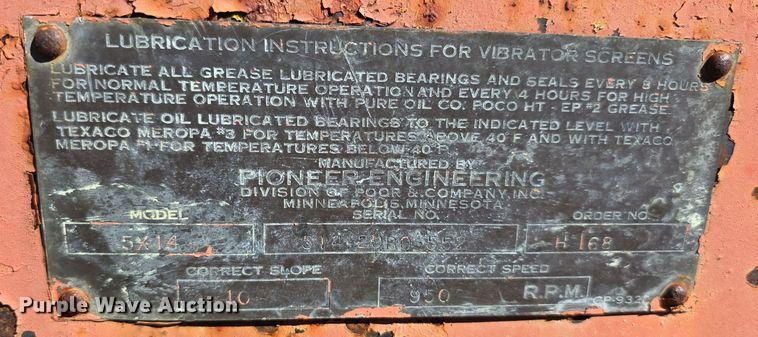 LUBRICATION INSTRUCTIONS FOR VIBRATOR SCREENS
LUBRICATE ALL GREASE LUBRICATED BEARINGS AND SEALS EVERY 8 HOURS
FOR NORMAL TEMPERATURE OPERATION AND EVERY 4 HOURS FOR HIGH
TEMPERATURE OPERATION WITH PURE OIL CO. POCO HT - EP #2 GREASE.
LUBRICATE OIL LUBRICATED BEARINGS TO THE INDICATED LEVEL WITH
TEXACO MEROPA #3 FOR TEMPERATURES ABOVE 40°F AND WITH TEXACO
MEROPA #1 FOR TEMPERATURES BELOW 40°F.
MANUFACTURED BY
PIONEER ENGINEERING
DIVISION OF POOR & COMPANY, INC.
MINNEAPOLIS, MINNESOTA
MODEL SERIAL NO. ORDER NO.
5X14 H 168
CORRECT SLOPE CORRECT SPEED
10 950 R.P.M.
Purple Wave Auction